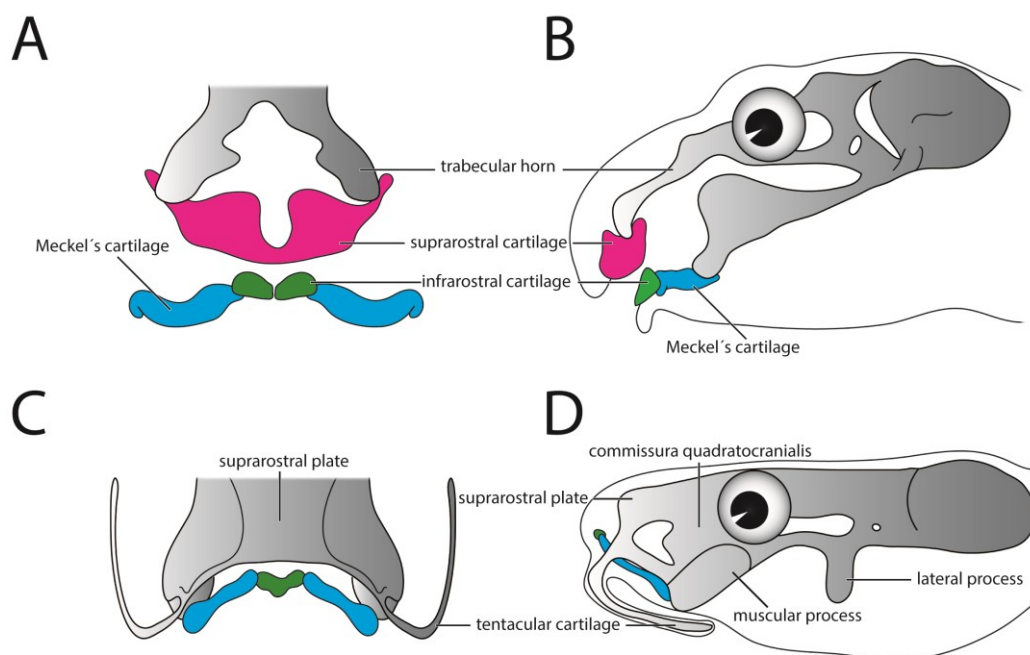 A
B
trabecular horn
Meckel´s cartilage
suprarostral cartilage
infrarostral cartilage
Meckel´s cartilage
C
D
suprarostral plate
commissura quadratocranialis
suprarostral plate
lateral process
muscular process
tentacular cartilage